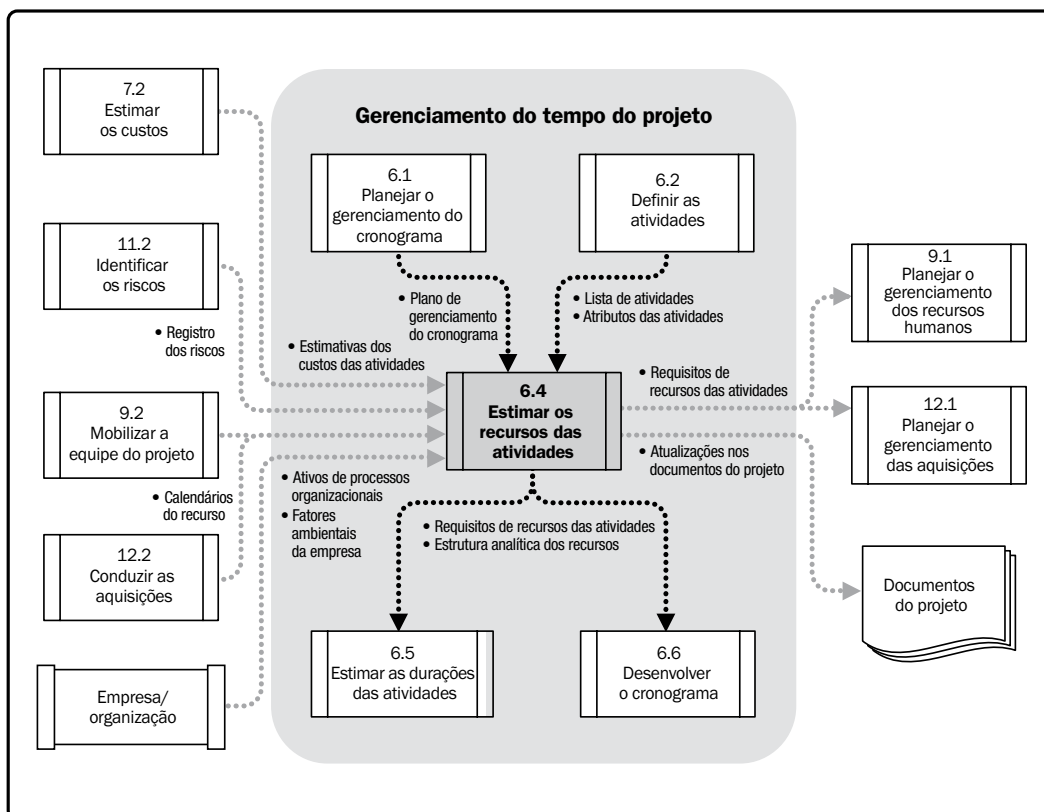 7.2
Estimar
os custos
11.2
Identificar
os riscos
• Registro
dos riscos
9.2
Mobilizar a
equipe do projeto
• Calendários
do recurso
12.2
Conduzir as
aquisições
Empresa/
organização
Gerenciamento do tempo do projeto
6.1
Planejar o
gerenciamento do
cronograma
6.2
Definir as
atividades
• Plano de
gerenciamento
do cronograma
• Lista de atividades
• Atributos das atividades
• Estimativas dos
custos das atividades
6.4
Estimar os
recursos das
atividades
• Requisitos de
recursos das atividades
• Atualizações nos
documentos do projeto
• Ativos de processos
organizacionais
• Fatores
ambientais
da empresa
• Requisitos de recursos das atividades
• Estrutura analítica dos recursos
6.5
Estimar as durações
das atividades
6.6
Desenvolver
o cronograma
9.1
Planejar o
gerenciamento
dos recursos
humanos
12.1
Planejar o
gerenciamento
das aquisições
Documentos
do projeto